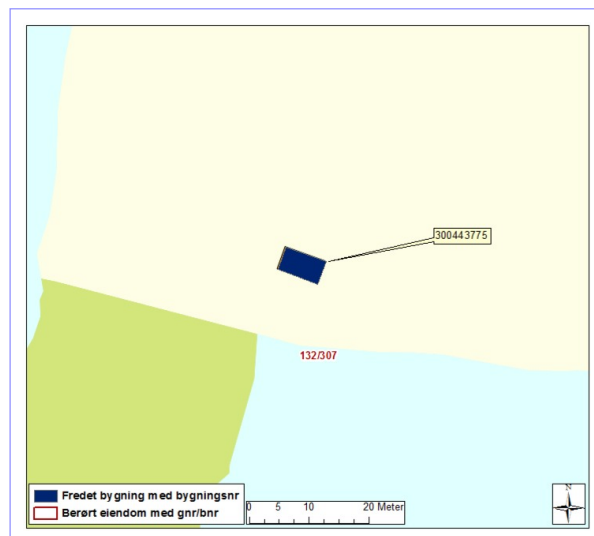 300443775
132/307
Fredet bygning med bygningsnr
Berørt eiendom med gnr/bnr
0 5 10 20 Meter
N